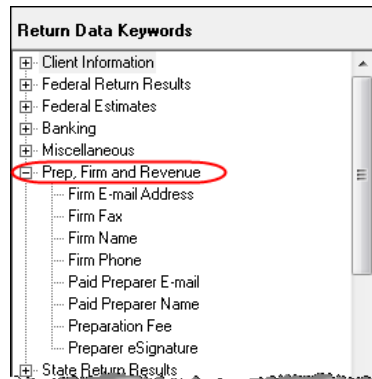 Return Data Keywords
Client Information
Federal Return Results
Federal Estimates
Banking
Miscellaneous
Prep, Firm and Revenue
Firm E-mail Address
Firm Fax
Firm Name
Firm Phone
Paid Preparer E-mail
Paid Preparer Name
Preparation Fee
Preparer eSignature
State Return Results